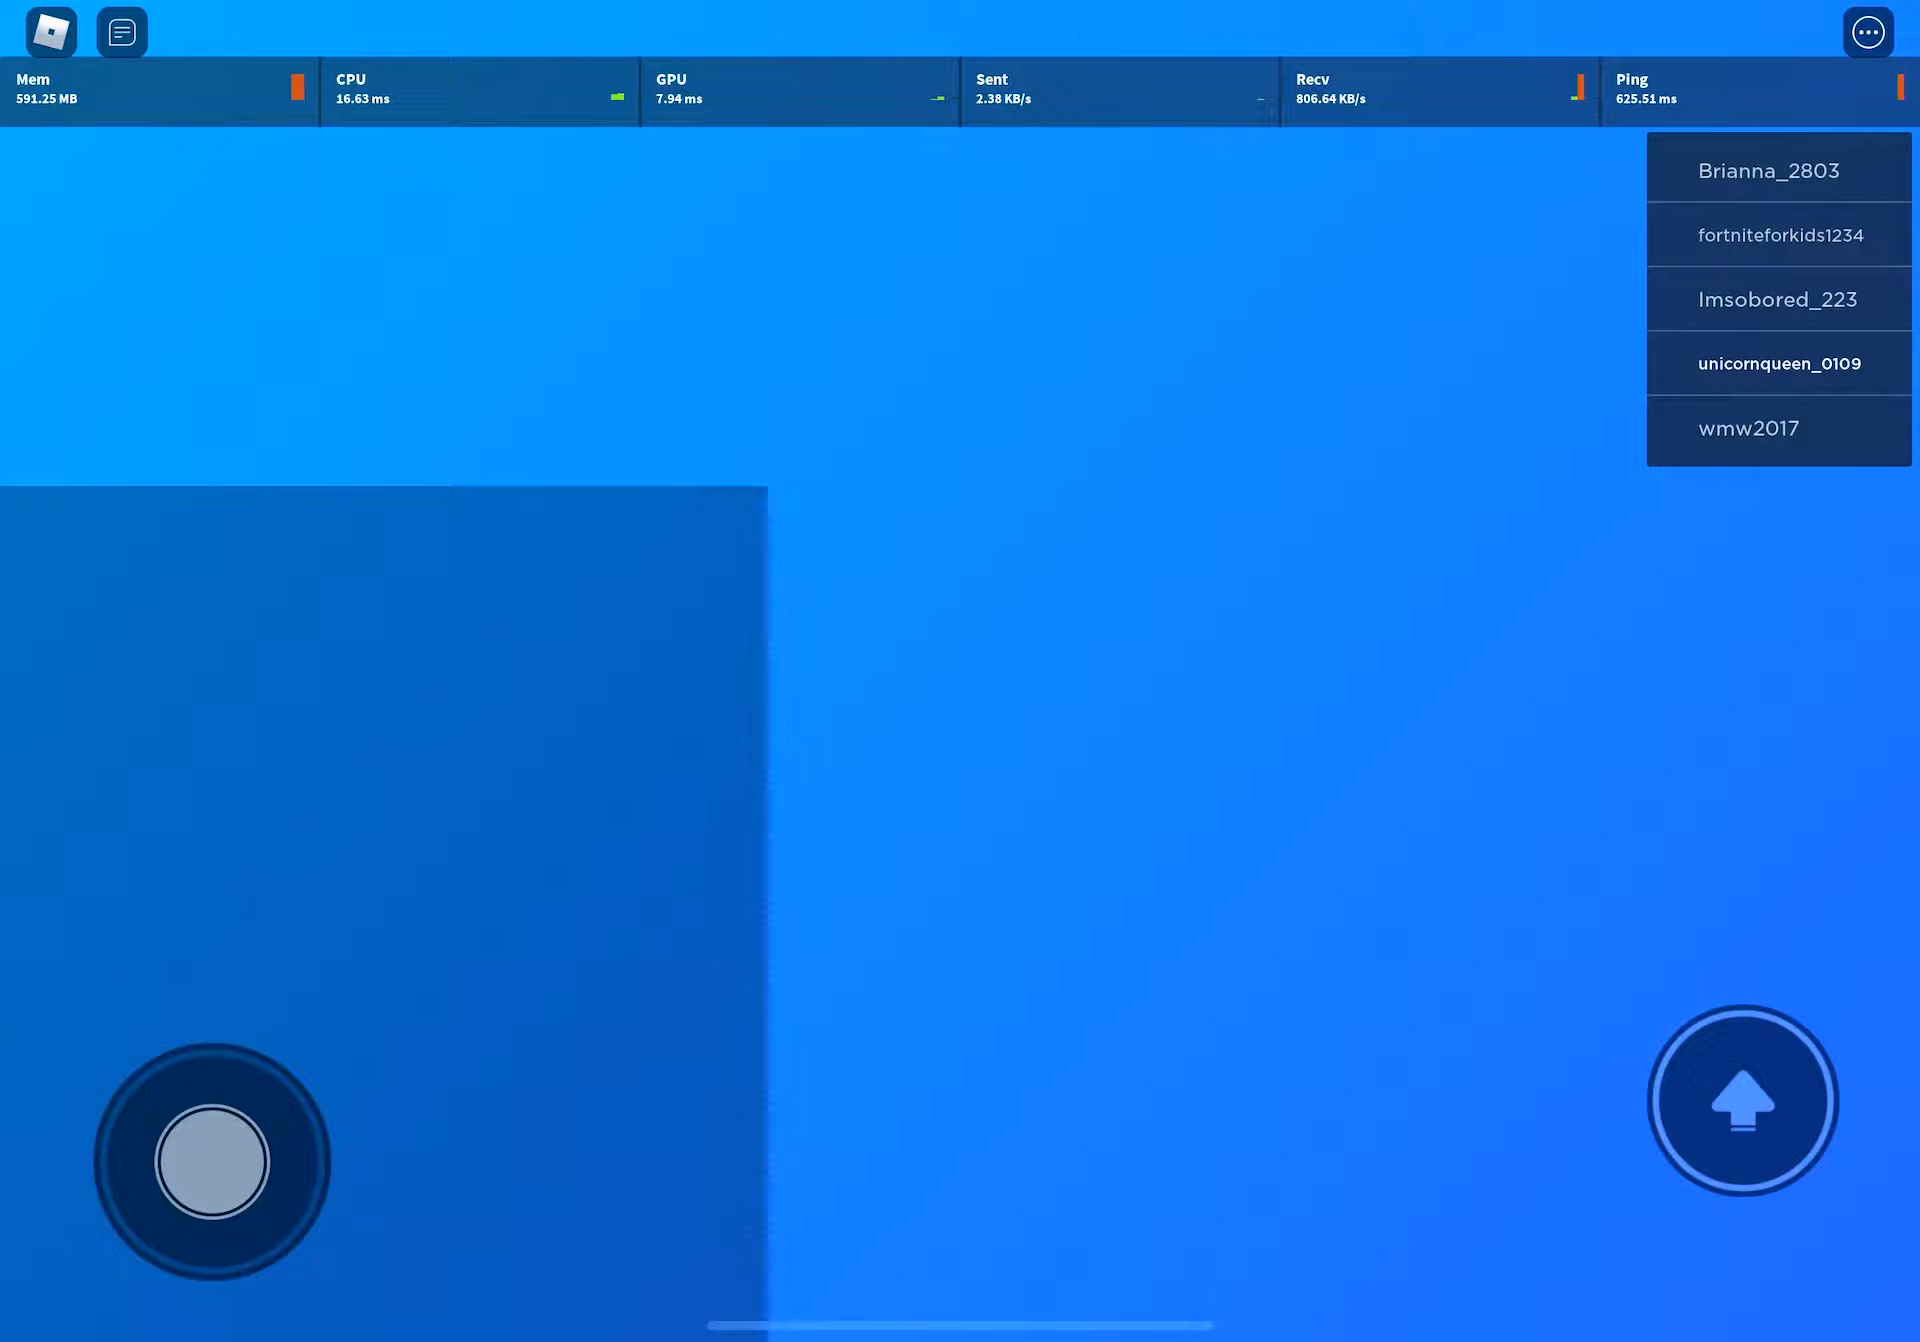 Mem
591.25 MB
CPU
16.63 ms
GPU
7.94 ms
Sent
2.38 KB/s
Recv
806.64 KB/s
Ping
625.51 ms
Brianna_2803
fortniteforkids1234
Imsobored_223
unicornqueen_0109
wmw2017